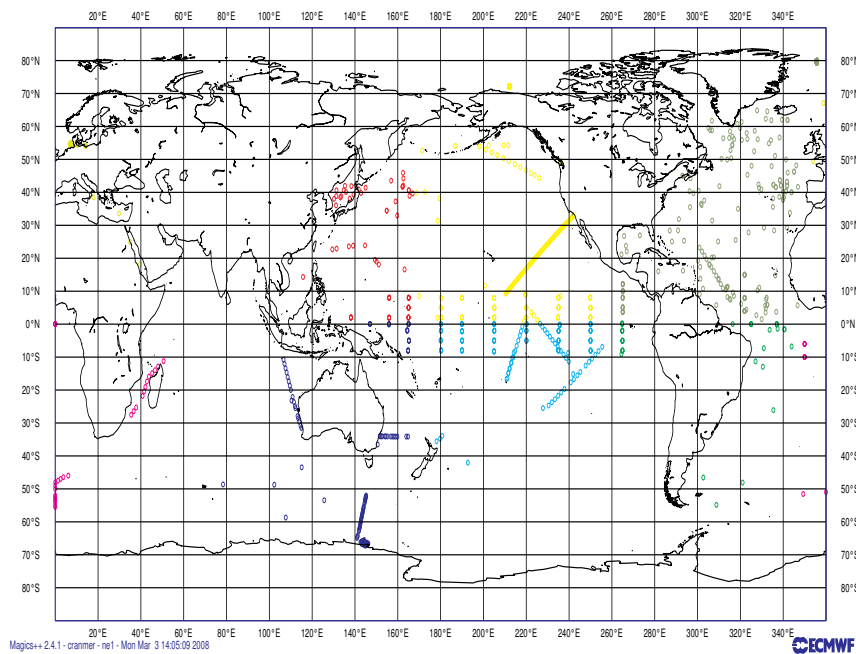 20°E 40°E 60°E 80°E 100°E 120°E 140°E 160°E 180°E 200°E 220°E 240°E 260°E 280°E 300°E 320°E 340°E
80°N 80°N
70°N 70°N
60°N 60°N
50°N 50°N
40°N 40°N
30°N 30°N
20°N 20°N
10°N 10°N
0°N 0°N
10°S 10°S
20°S 20°S
30°S 30°S
40°S 40°S
50°S 50°S
60°S 60°S
70°S 70°S
80°S 80°S
20°E 40°E 60°E 80°E 100°E 120°E 140°E 160°E 180°E 200°E 220°E 240°E 260°E 280°E 300°E 320°E 340°E
Magics++ 2.4.1 - cranmer - ne1 - Mon Mar 3 14:05:09 2008 ECMWF